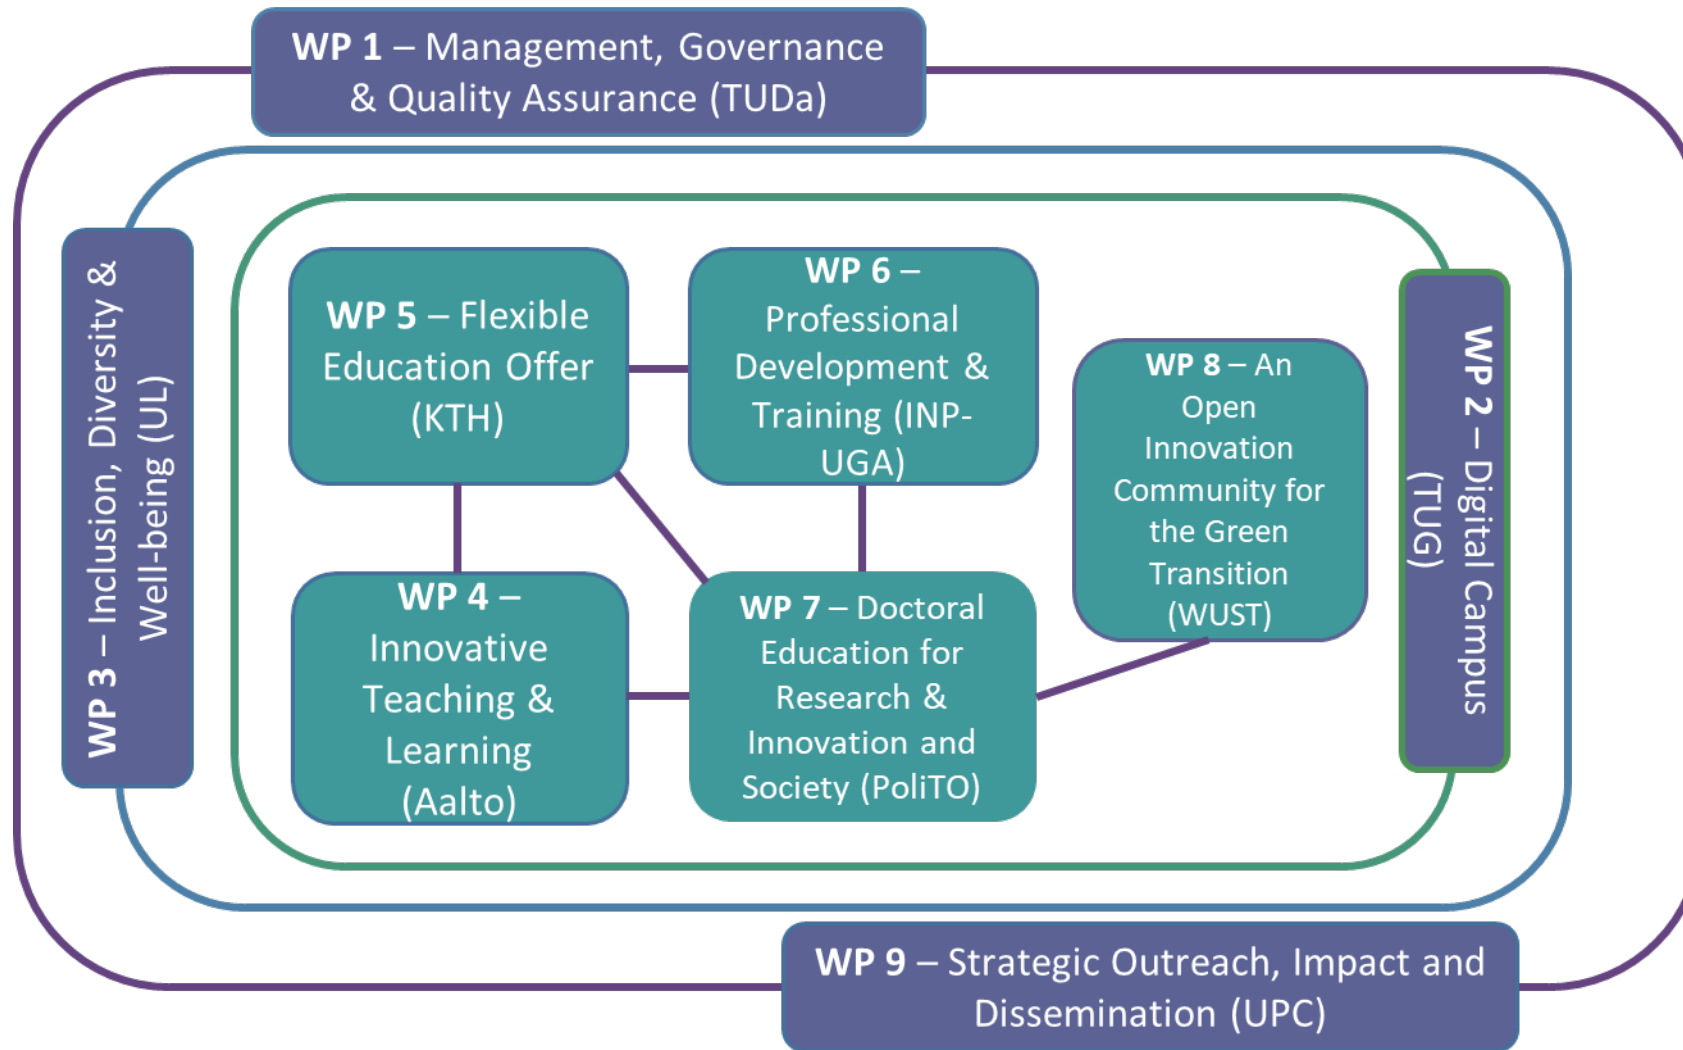 WP 1 – Management, Governance
& Quality Assurance (TUDa)
WP 3 – Inclusion, Diversity &
Well-being (UL)
WP 5 – Flexible
Education Offer
(KTH)
WP 6 –
Professional
Development &
Training (INP-
UGA)
WP 8 – An
Open
Innovation
Community for
the Green
Transition
(WUST)
WP 2 – Digital Campus
(TUG)
WP 4 –
Innovative
Teaching &
Learning
(Aalto)
WP 7 – Doctoral
Education for
Research &
Innovation and
Society (PoliTO)
WP 9 – Strategic Outreach, Impact and
Dissemination (UPC)